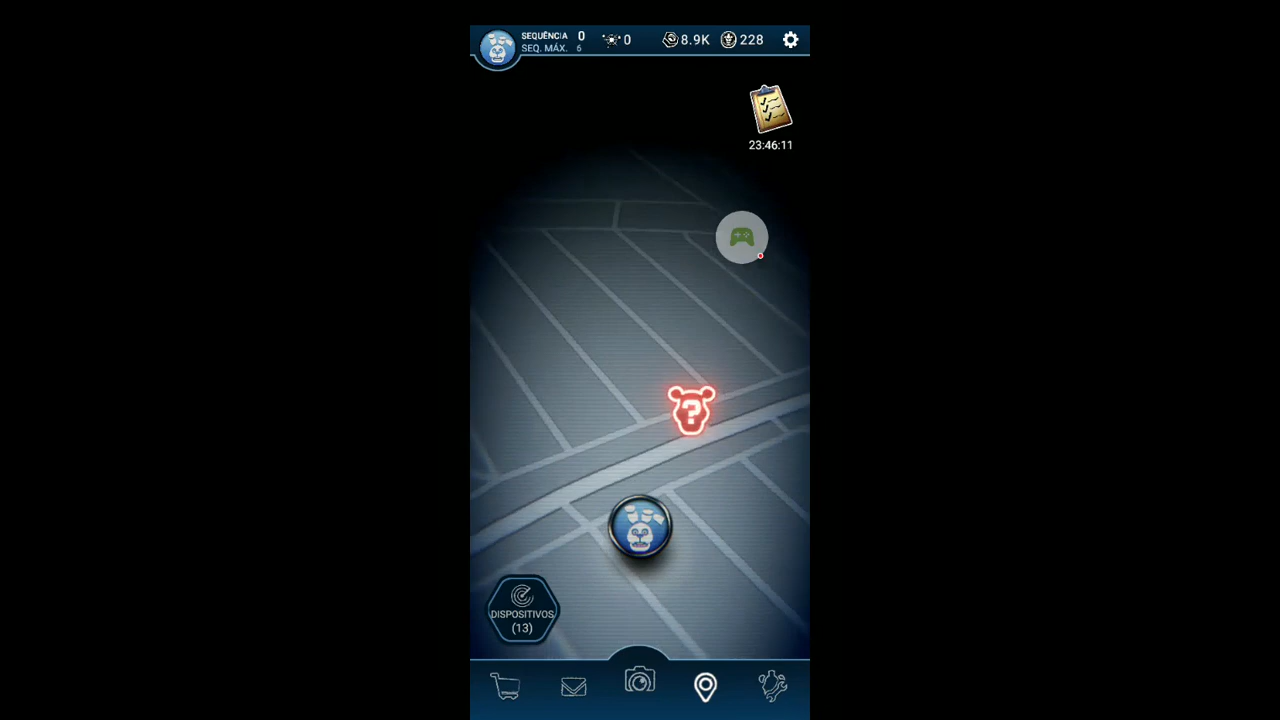 SEQUÊNCIA 0
SEQ. MÁX. 6
0
8.9K
228
23:46:11
?
DISPOSITIVOS
(13)